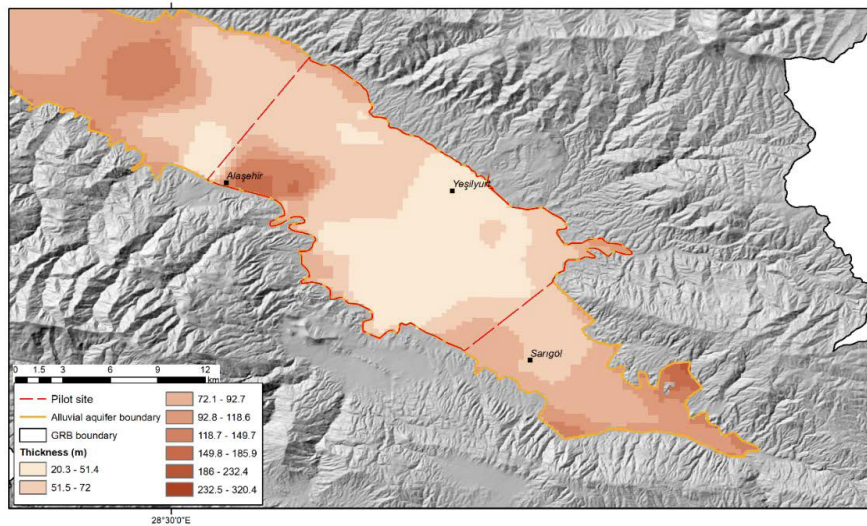 Alaşehir
Yeşilyurt
Sarıgöl
0 1.5 3 6 9 12
km
Pilot site
Alluvial aquifer boundary
GRB boundary
Thickness (m)
20.3 - 51.4
51.5 - 72
72.1 - 92.7
92.8 - 118.6
118.7 - 149.7
149.8 - 185.9
186 - 232.4
232.5 - 320.4
28°30'0"E